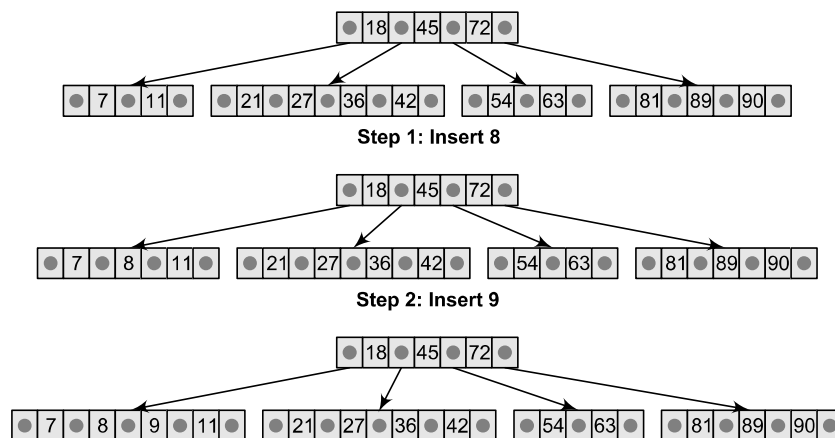 18 45 72
7 11 21 27 36 42 54 63 81 89 90
Step 1: Insert 8
18 45 72
7 8 11 21 27 36 42 54 63 81 89 90
Step 2: Insert 9
18 45 72
7 8 9 11 21 27 36 42 54 63 81 89 90